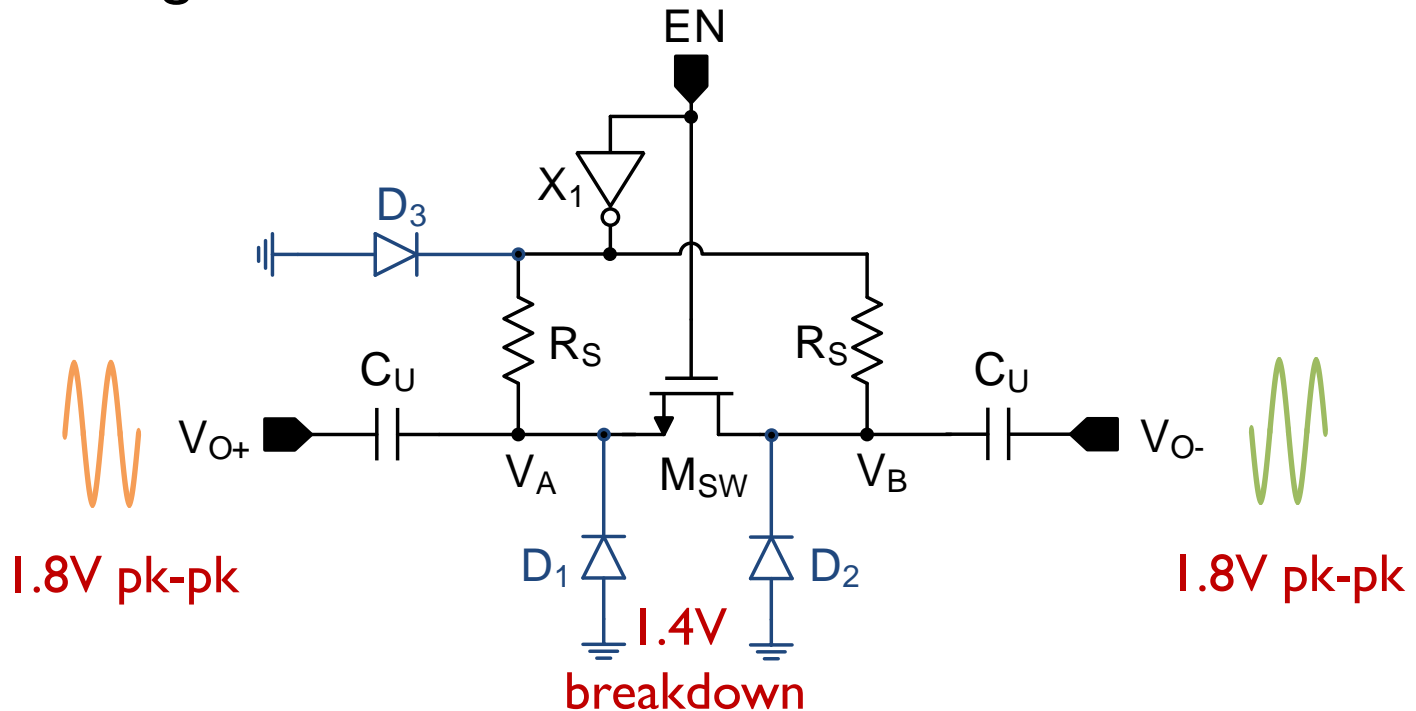 EN
X1
D3
RS
RS
CU
CU
VO+
VA
MSW
VB
VO-
1.8V pk-pk
D1
D2
1.8V pk-pk
1.4V
breakdown